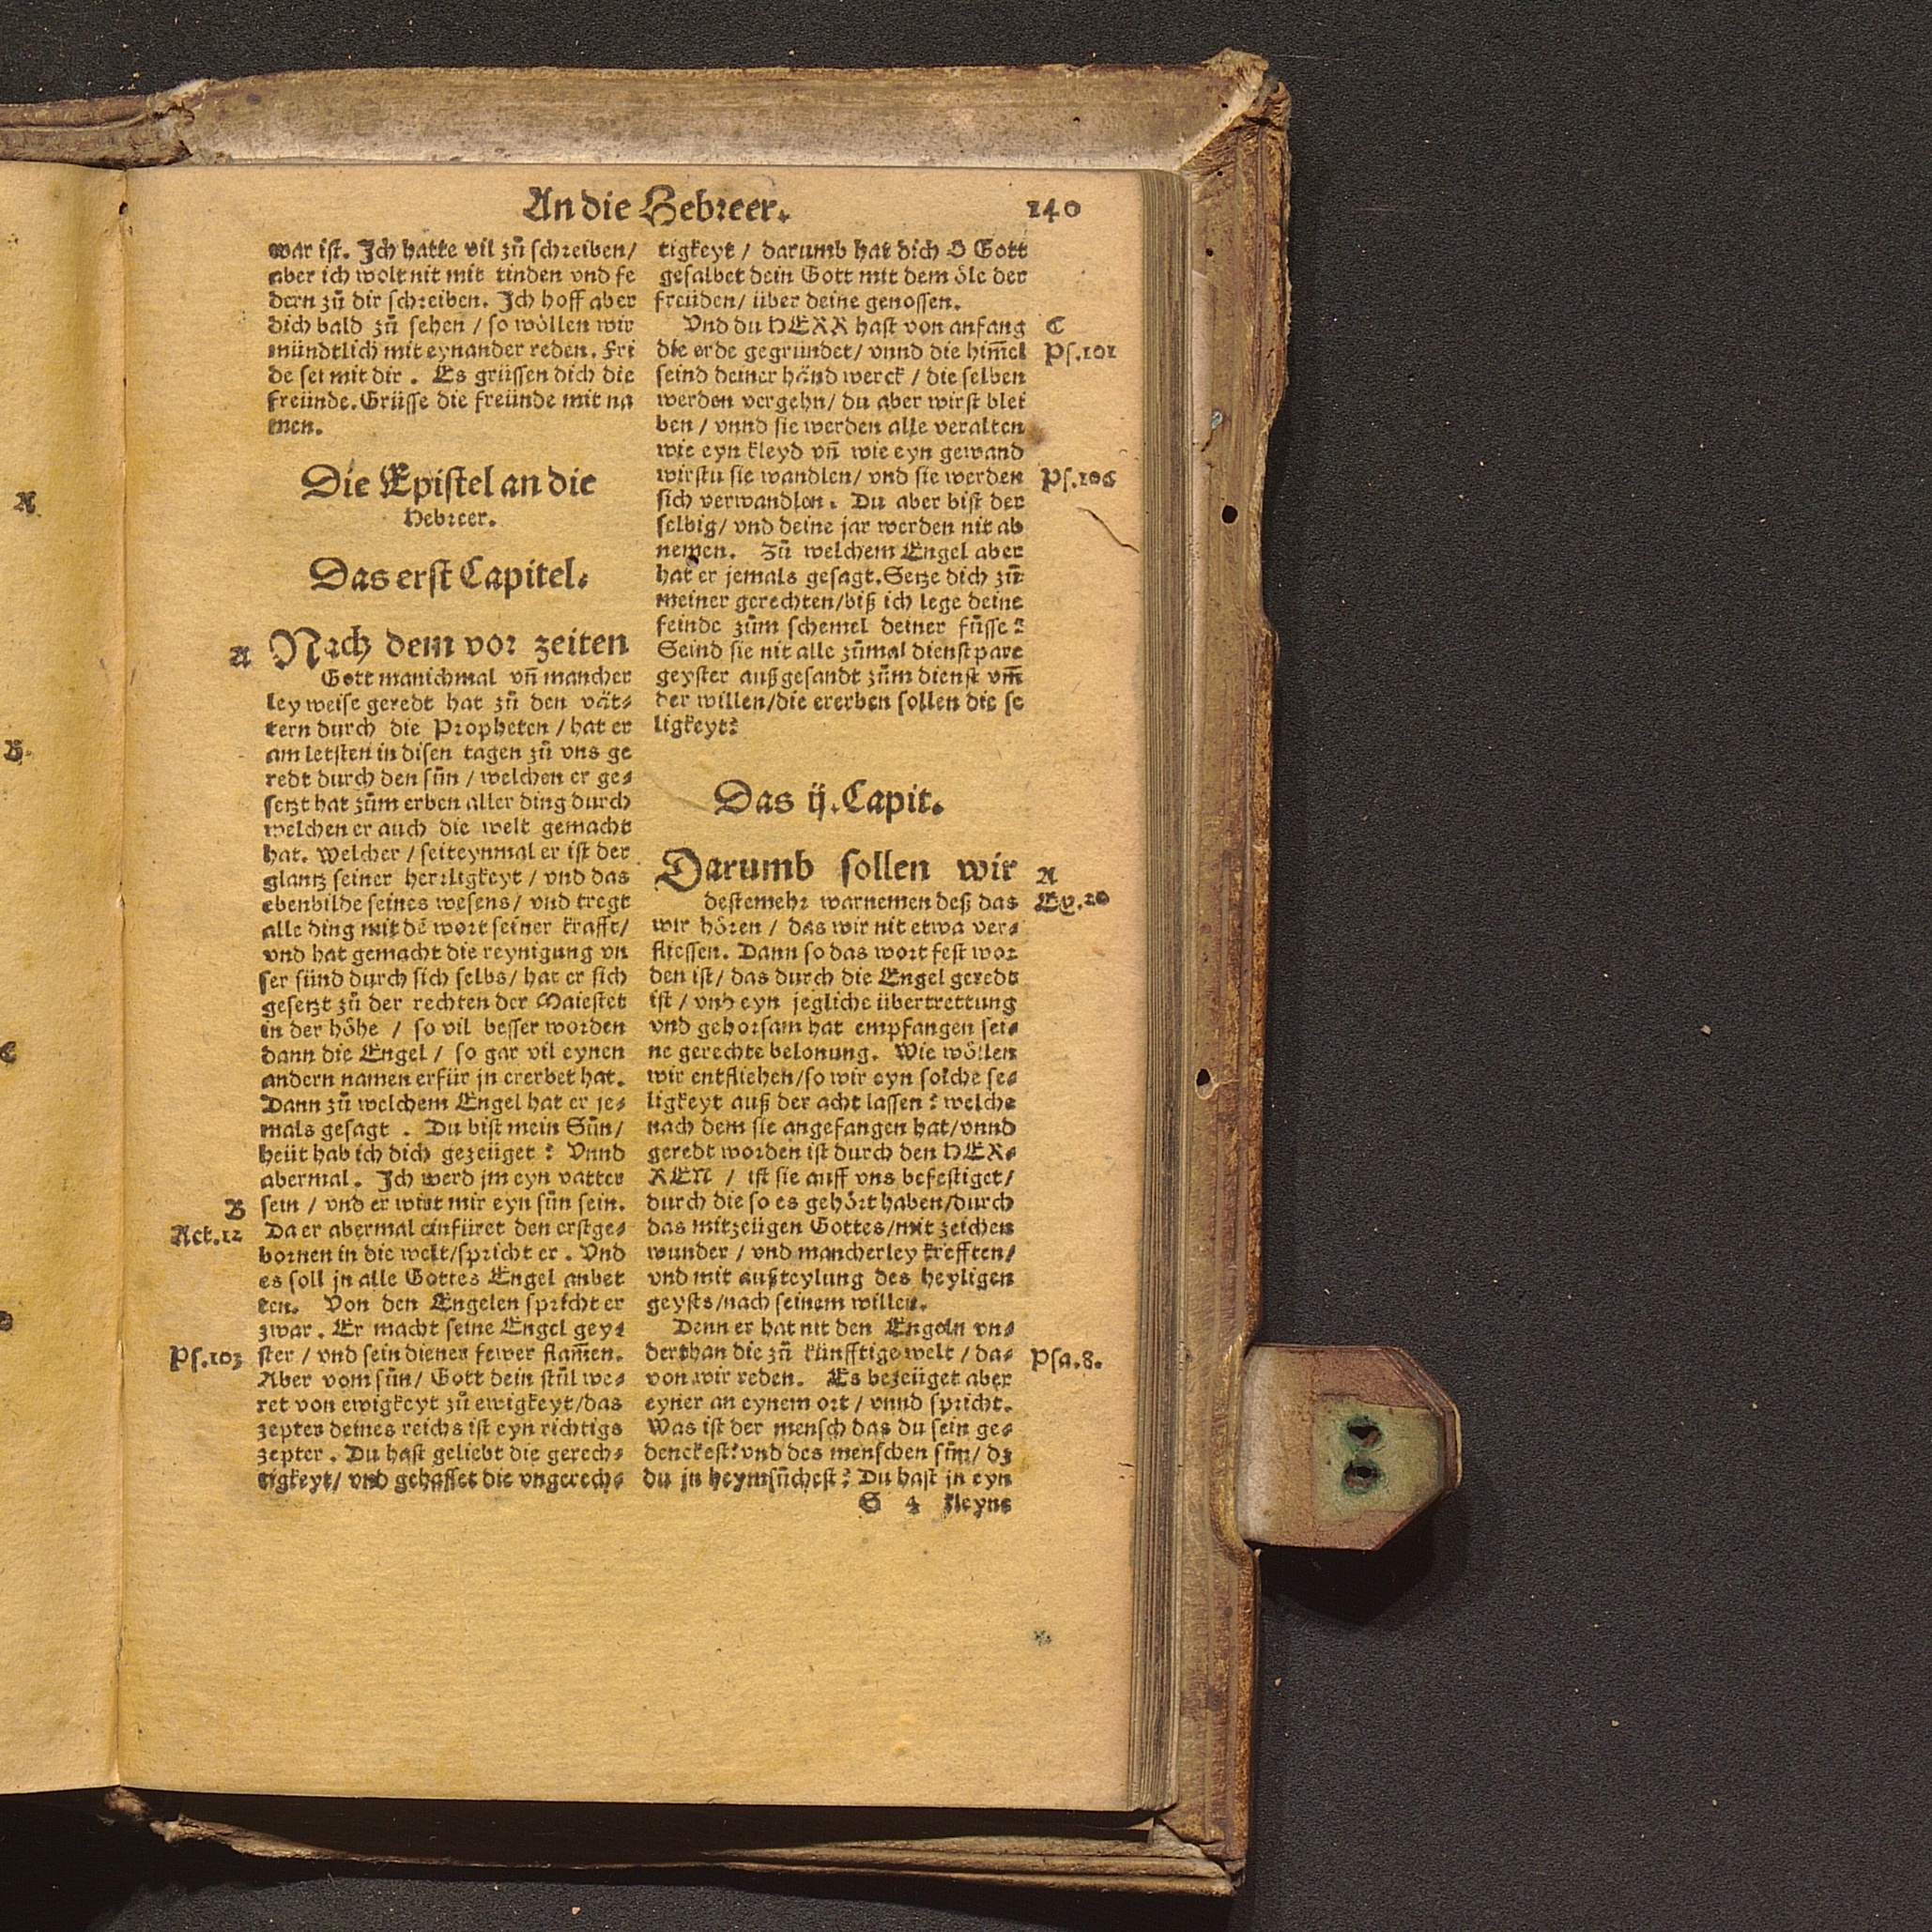 An die Hebreer.
140
war ist. Ich hatte vil zů schreiben/
aber ich wolt nit mit tinden vnd fe
dern zů dir schreiben. Ich hoff aber
dich bald zů sehen / so wöllen wir
mündtlich mit eynander reden. Fri
de sei mit dir. Es grüssen dich die
freünde. Grüsse die freünde mit na
men.
Die Epistel an die
Hebreer.
Das erst Capitel.
A
Nach dem vor zeiten
Gott manichmal vñ mancher
ley weise geredt hat zů den vät-
tern durch die Propheten / hat er
am letsten in disen tagen zů vns ge
redt durch den sůn / welchen er ge-
setzt hat zům erben aller ding durch
welchen er auch die welt gemacht
hat. Welcher / seiteynmal er ist der
glantz seiner herrligkeyt / vnd das
ebenbilde seines wesens / vnd tregt
alle ding mit dē wort seiner krafft/
vnd hat gemacht die reynigung vn
ser sünd durch sich selbs / hat er sich
gesetzt zů der rechten der Maiestet
in der höhe / so vil besser worden
dann die Engel / so gar vil eynen
andern namen erfür jn ererbet hat.
Dann zů welchem Engel hat er je-
mals gesagt. Du bist mein Sůn/
heüt hab ich dich gezeüget? Vnnd
abermal. Ich werd jm eyn vatter
B
sein / vnd er wirt mir eyn sůn sein.
Act.12
Da er abermal einfüret den erstge-
bornen in die welt/spricht er. Vnd
es soll jn alle Gottes Engel anbet
ten. Von den Engelen spricht er
zwar. Er macht seine Engel gey-
Ps.103
ster / vnd sein diener fewer flam̄en.
Aber vom sůn / Gott dein stůl we-
ret von ewigkeyt zů ewigkeyt/das
zepter deines reichs ist eyn richtigs
zepter. Du hast geliebt die gerech-
tigkeyt/ vnd gehasset die vngerech-
tigkeyt / darumb hat dich O Gott
gesalbet dein Gott mit dem öle der
freüden/ über deine genossen.
Vnd du HERR hast von anfang
C
die erde gegründet/ vnnd die him̄el
Ps.101
seind deiner händ werck / die selben
werden vergehn/ du aber wirst blei
ben / vnnd sie werden alle veralten
wie eyn kleyd vñ wie eyn gewand
wirstu sie wandlen/ vnd sie werden
Ps.106
sich verwandlen. Du aber bist der
selbig/ vnd deine jar werden nit ab
nemen. Zů welchem Engel aber
hat er jemals gesagt. Setze dich zů
meiner gerechten/biß ich lege deine
feinde zům schemel deiner füsse?
Seind sie nit alle zůmal dienstpare
geyster außgesandt zům dienst vm̄
der willen/die ererben sollen die se
ligkeyt?
Das ij. Capit.
Darumb sollen wir
A
destemehr warnemen deß das
Ex.20
wir hören / das wir nit etwa ver-
fliessen. Dann so das wort fest wor
den ist/ das durch die Engel geredt
ist / vnd eyn jegliche übertrettung
vnd gehorsam hat empfangen sei-
ne gerechte belonung. Wie wöllen
wir entfliehen/so wir eyn solche se-
ligkeyt auß der acht lassen? welche
nach dem sie angefangen hat/vnnd
geredt worden ist durch den HER-
REN / ist sie auff vns befestiget/
durch die so es gehört haben/durch
das mitzeügen Gottes/mit zeichen
wunder / vnd mancherley krefften/
vnd mit außteylung des heyligen
geysts/nach seinem willen.
Denn er hat nit den Engeln vn-
derthan die zů künfftige welt / da-
Psa.8.
von wir reden. Es bezeüget aber
eyner an eynem ort / vnnd spricht.
Was ist der mensch das du sein ge-
denckest? vnd des menschen sůn/ dz
du jn heymsůchest? Du hast jn eyn
S 4 kleyne
A
B
C